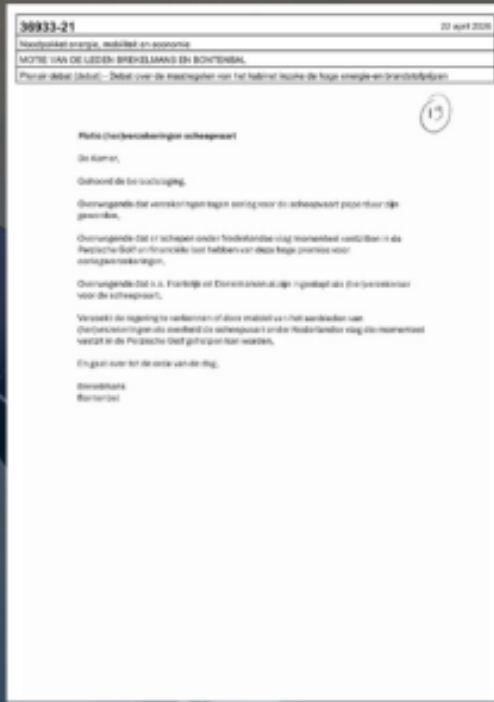 36933-21 22 april 2026
Noodpakket energie, mobiliteit en economie
MOTIE VAN DE LEDEN BREKELMANS EN BONTENBAL
Plenair debat (debat) - Debat over de maatregelen van het kabinet inzake de hoge energie-en brandstofprijzen
13
Motie (her)verzekeringen scheepvaart
De Kamer,
Gehoord de beraadslaging,
Overwegende dat verzekeringen tegen oorlog voor de scheepvaart peperduur zijn
geworden,
Overwegende dat er schepen onder Nederlandse vlag momenteel vastzitten in de
Perzische Golf en financiële last hebben van deze hoge premies voor
oorlogsverzekeringen,
Overwegende dat o.a. Frankrijk en Denemarken al zijn ingestapt als (her)verzekeraar
voor de scheepvaart,
Verzoekt de regering te verkennen of door middel van het aanbieden van
(her)verzekeringen als overheid de scheepvaart onder Nederlandse vlag die momenteel
vastzit in de Perzische Golf geholpen kan worden,
En gaat over tot de orde van de dag,
Brekelmans
Bontenbal